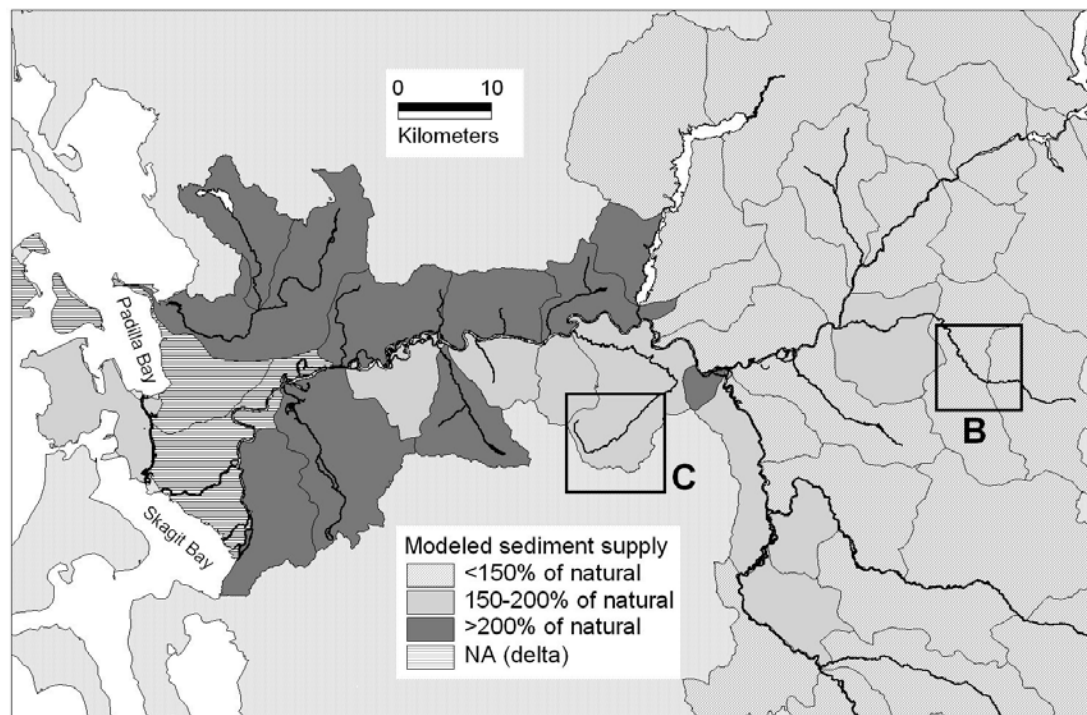 0 10
Kilometers
Padilla Bay
B
C
Skagit Bay
Modeled sediment supply
<150% of natural
150-200% of natural
>200% of natural
NA (delta)